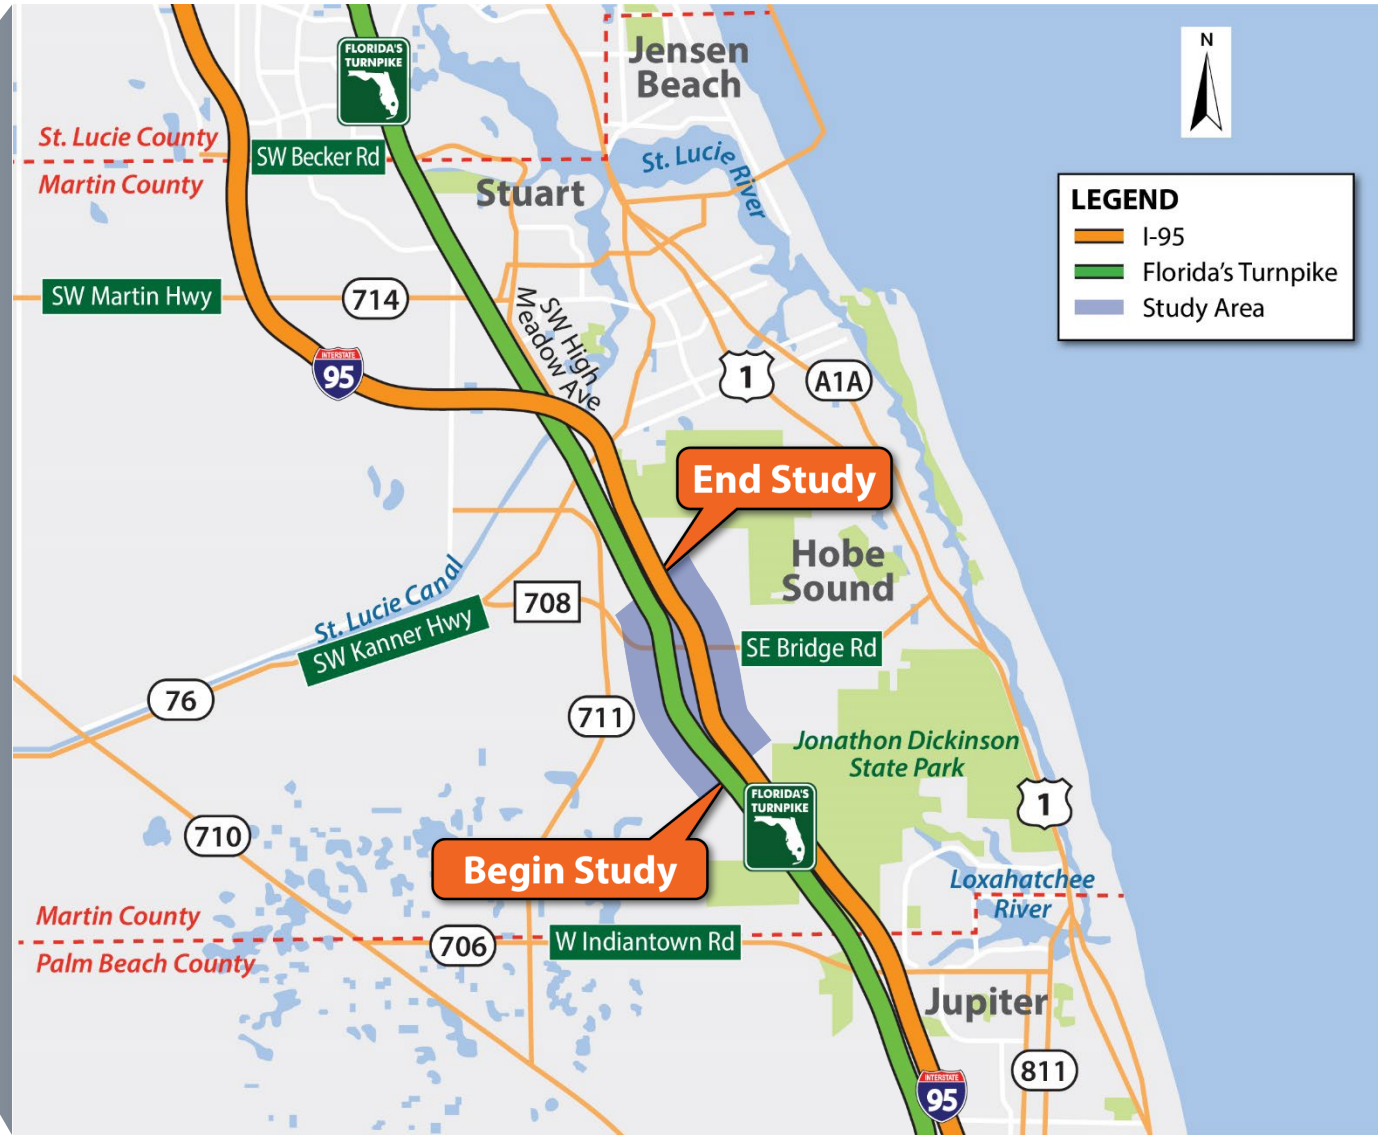 FLORIDA'S
TURNPIKE
Jensen
Beach
N
St. Lucie County
SW Becker Rd
Martin County
St. Lucie
River
Stuart
LEGEND
I-95
Florida's Turnpike
Study Area
SW Martin Hwy
714
SW High
Meadow Ave
INTERSTATE
95
1
A1A
End Study
Hobe
Sound
St. Lucie Canal
SW Kanner Hwy
708
SE Bridge Rd
76
711
Jonathon Dickinson
State Park
FLORIDA'S
TURNPIKE
1
710
Begin Study
Loxahatchee
River
Martin County
706
W Indiantown Rd
Palm Beach County
Jupiter
811
INTERSTATE
95